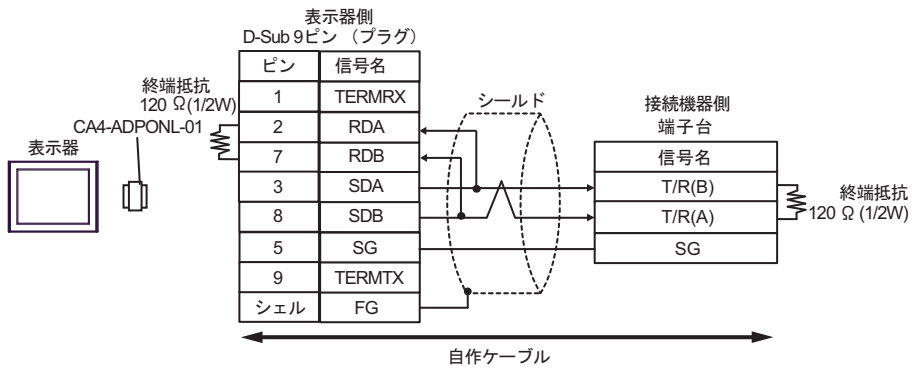 表示器側
D-Sub 9ピン （プラグ）
ピン 信号名
1 TERMRX
2 RDA
7 RDB
3 SDA
8 SDB
5 SG
9 TERMTX
シェル FG
終端抵抗
120 Ω(1/2W)
CA4-ADPONL-01
表示器
シールド
接続機器側
端子台
信号名
T/R(B)
T/R(A)
SG
終端抵抗
120 Ω (1/2W)
自作ケーブル